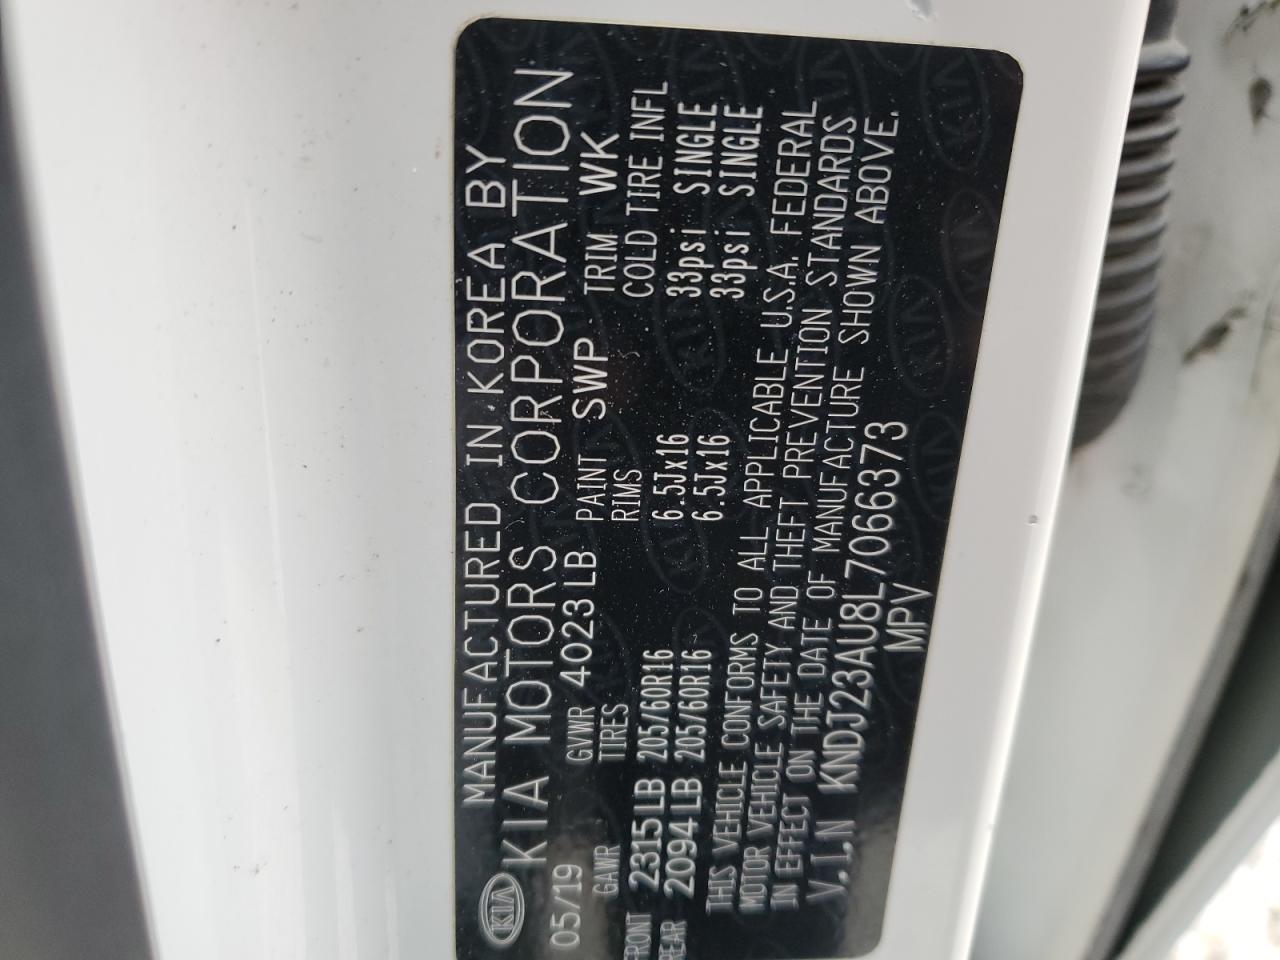 KIA MANUFACTURED IN KOREA BY
KIA MOTORS CORPORATION
05/19 GVWR 4023 LB PAINT SWP TRIM WK
GAWR TIRES RIMS COLD TIRE INFL
FRONT 2315 LB 205/60R16 6.5Jx16 33psi SINGLE
REAR 2094 LB 205/60R16 6.5Jx16 33psi SINGLE
THIS VEHICLE CONFORMS TO ALL APPLICABLE U.S.A. FEDERAL
MOTOR VEHICLE SAFETY AND THEFT PREVENTION STANDARDS
IN EFFECT ON THE DATE OF MANUFACTURE SHOWN ABOVE.
V.I.N KNDJ23AU8L7066373
MPV